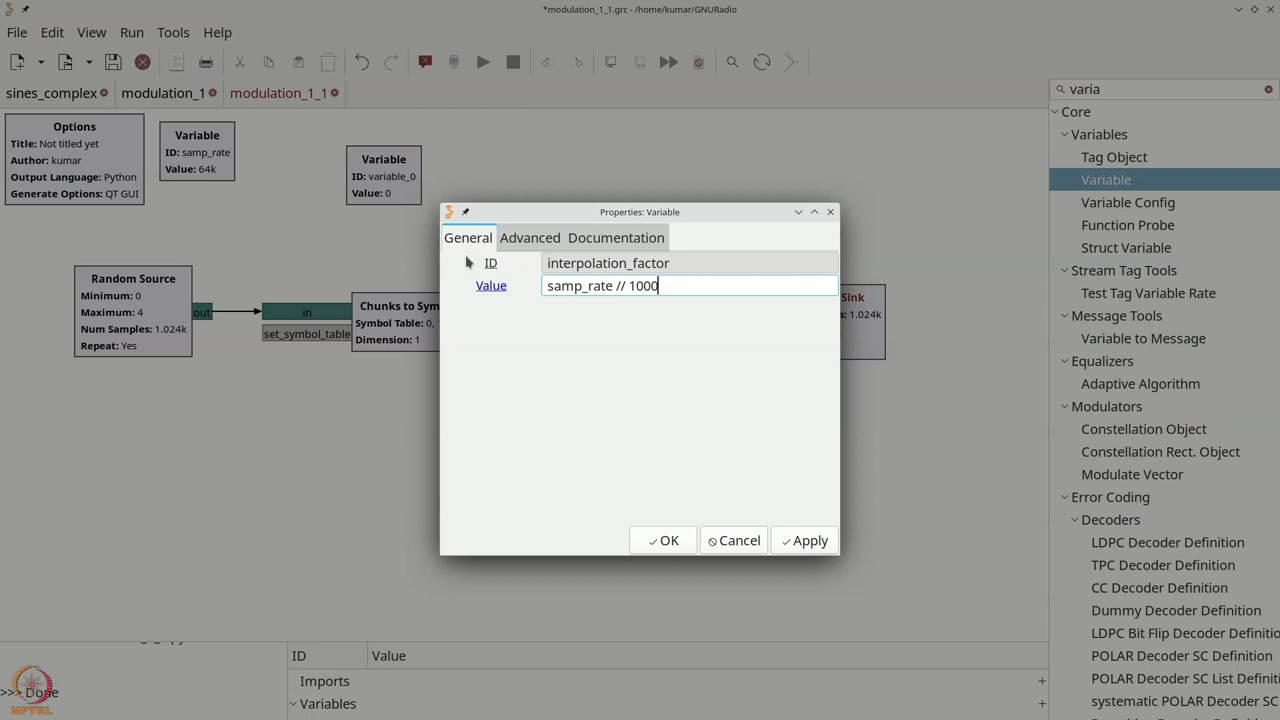 *modulation_1_1.grc - /home/kumar/GNURadio
File Edit View Run Tools Help
sines_complex modulation_1 modulation_1_1
varia
Options
Title: Not titled yet
Author: kumar
Output Language: Python
Generate Options: QT GUI
Variable
ID: samp_rate
Value: 64k
Variable
ID: variable_0
Value: 0
Random Source
Minimum: 0
Maximum: 4
Num Samples: 1.024k
Repeat: Yes
out
in
set_symbol_table
Chunks to Sym
Symbol Table: 0,
Dimension: 1
Sink
s: 1.024k
Properties: Variable
General Advanced Documentation
ID interpolation_factor
Value samp_rate // 1000
OK Cancel Apply
Core
Variables
Tag Object
Variable
Variable Config
Function Probe
Struct Variable
Stream Tag Tools
Test Tag Variable Rate
Message Tools
Variable to Message
Equalizers
Adaptive Algorithm
Modulators
Constellation Object
Constellation Rect. Object
Modulate Vector
Error Coding
Decoders
LDPC Decoder Definition
TPC Decoder Definition
CC Decoder Definition
Dummy Decoder Definition
LDPC Bit Flip Decoder Definitio
POLAR Decoder SC Definition
POLAR Decoder SC List Definitio
systematic POLAR Decoder SC
>>> Done
NPTEL
ID Value
Imports +
Variables +